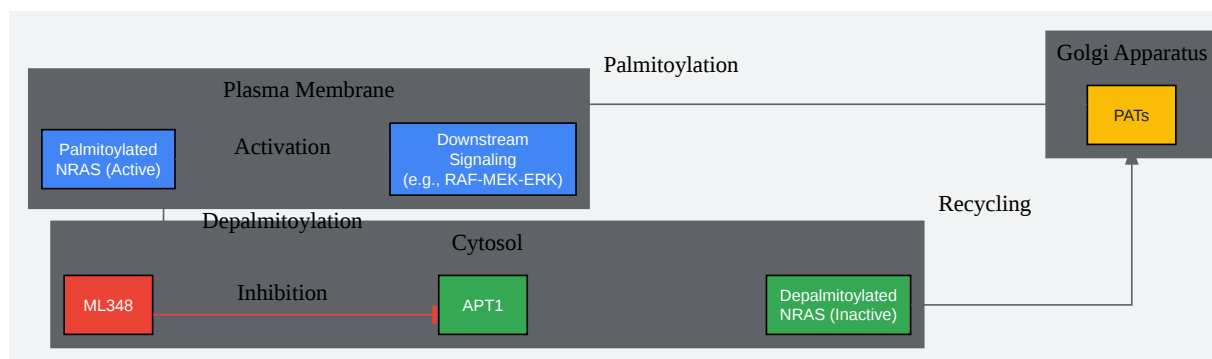 Palmitoylation
Golgi Apparatus
PATs
Plasma Membrane
Palmitoylated
NRAS (Active)
Activation
Downstream
Signaling
(e.g., RAF-MEK-ERK)
Recycling
Depalmitoylation
Cytosol
ML348
Inhibition
APT1
Depalmitoylated
NRAS (Inactive)